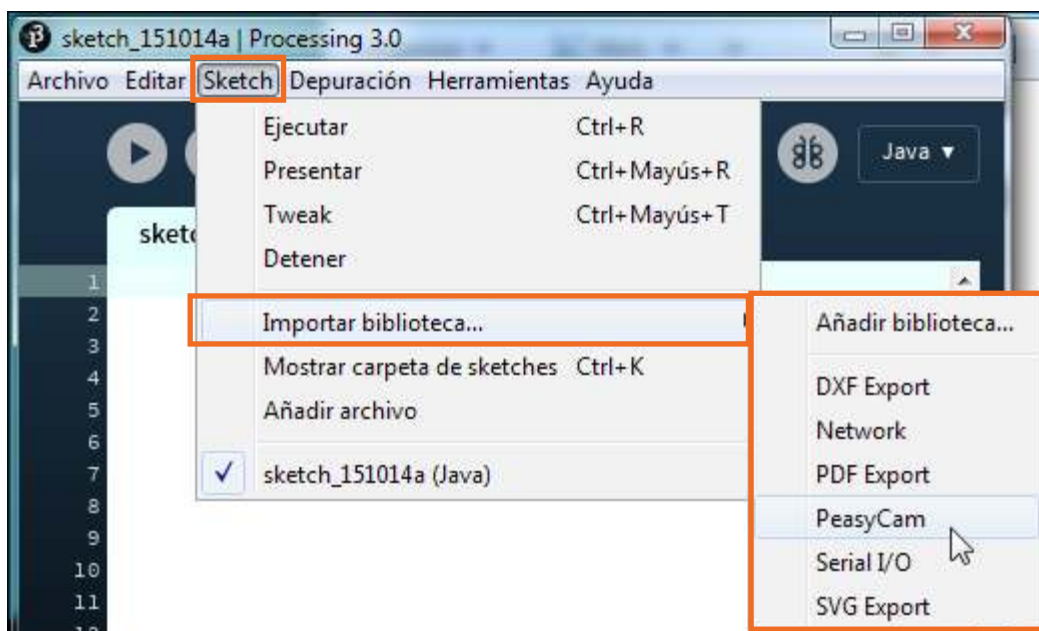 sketch_151014a | Processing 3.0
Archivo Editar Sketch Depuración Herramientas Ayuda
Java ▾
Ejecutar Ctrl+R
Presentar Ctrl+Mayús+R
Tweak Ctrl+Mayús+T
Detener
Importar biblioteca...
Mostrar carpeta de sketches Ctrl+K
Añadir archivo
sketch_151014a (Java)
Añadir biblioteca...
DXF Export
Network
PDF Export
PeasyCam
Serial I/O
SVG Export
1
2
3
4
5
6
7
8
9
10
11